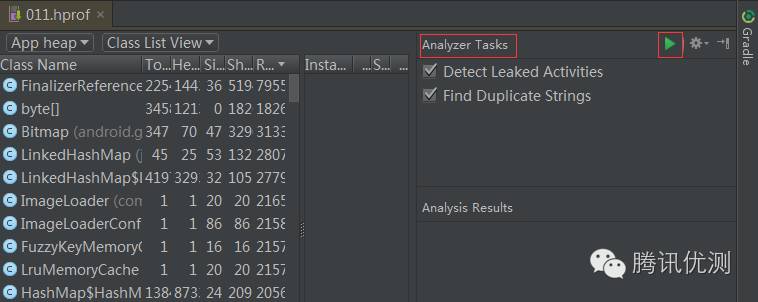 011.hprof ×
App heap Class List View
Class Name To... He... Si... Sh... R...
FinalizerReference 225 144 36 519 7955
byte[] 345 121 0 182 1826
Bitmap (android.g 347 70 47 329 3133
LinkedHashMap (j 45 25 53 132 2807
LinkedHashMap$ 419 329 32 105 2779
ImageLoader (com 1 1 20 20 2165
ImageLoaderConf 1 1 86 86 2158
FuzzyKeyMemoryC 1 1 16 16 2157
LruMemoryCache 1 1 20 20 2157
HashMap$HashM 138 873 24 209 2056
Insta... ... S... ...
Analyzer Tasks
Detect Leaked Activities
Find Duplicate Strings
Analysis Results
Gradle
腾讯优测